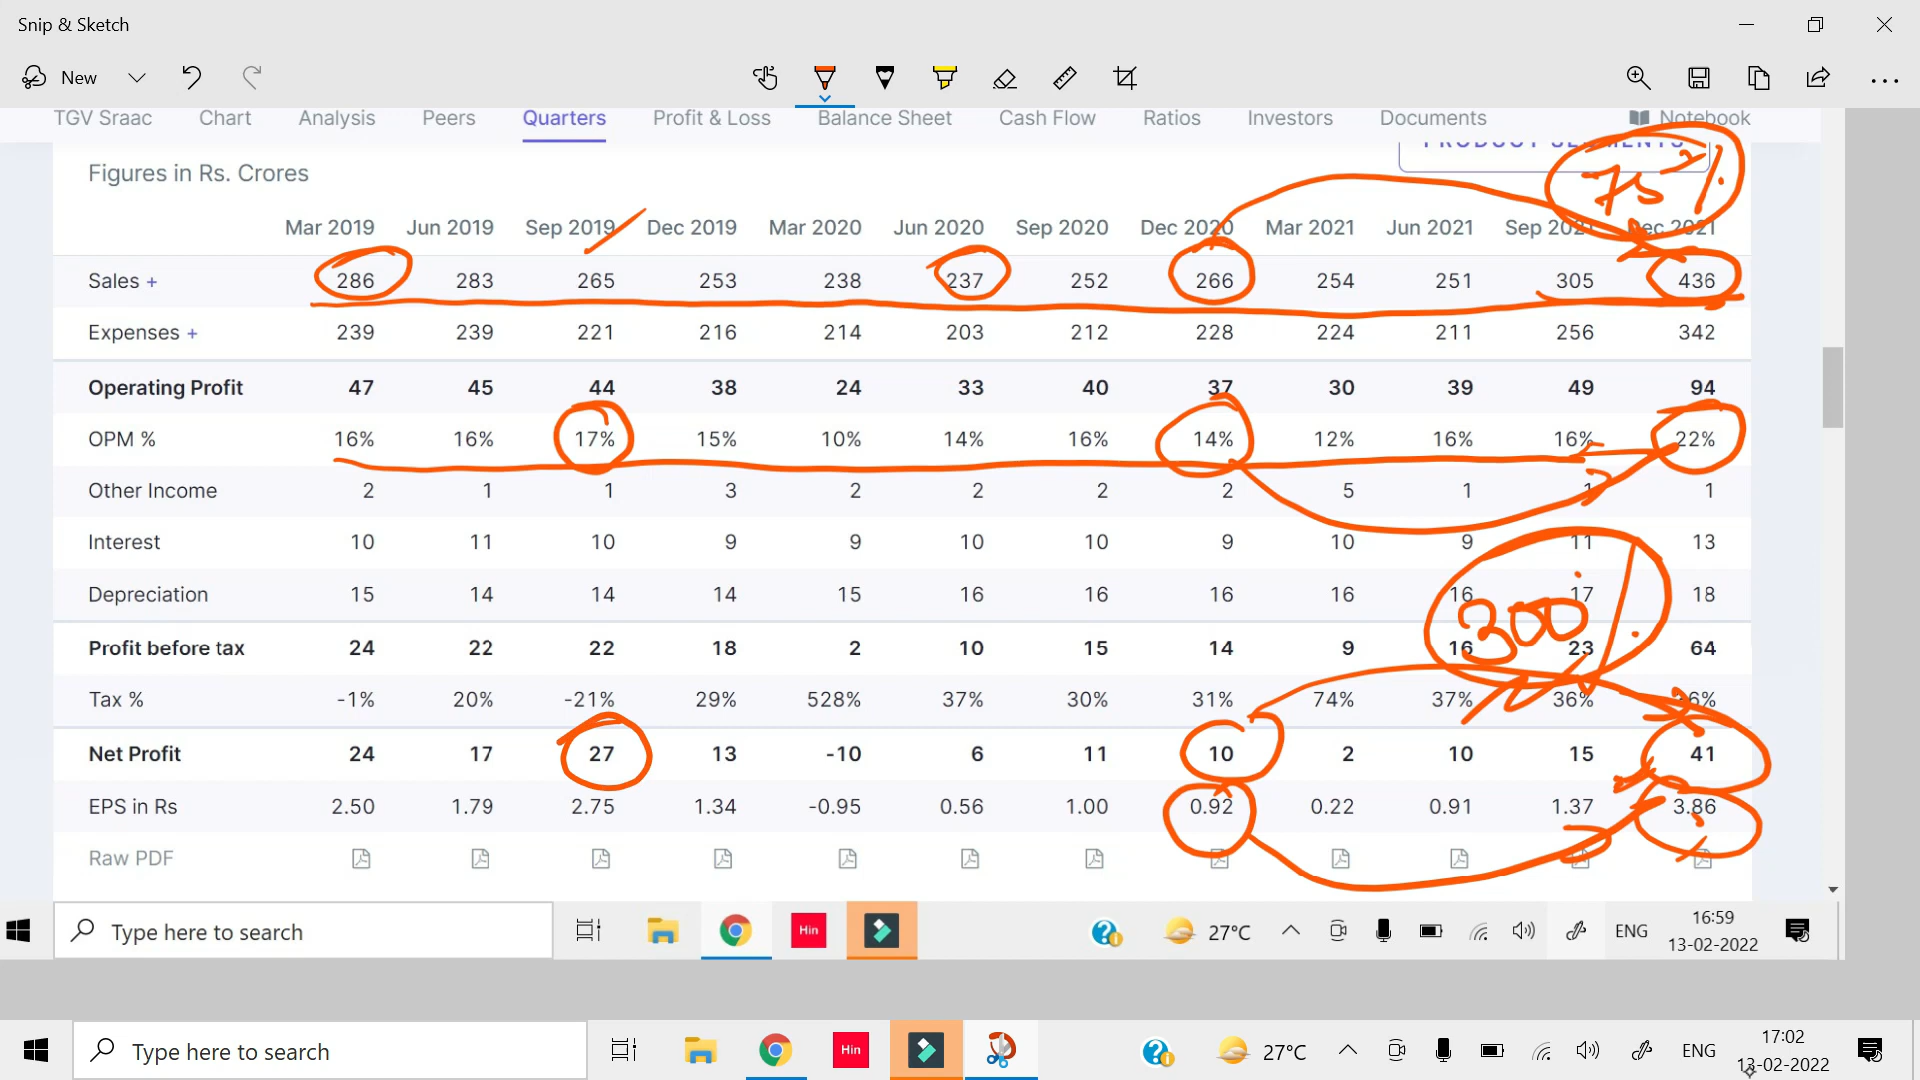 Snip & Sketch
New
TGV Sraac Chart Analysis Peers Quarters Profit & Loss Balance Sheet Cash Flow Ratios Investors Documents Notebook
PRODUCT SEGMENTS
75%
Figures in Rs. Crores
Mar 2019 Jun 2019 Sep 2019 Dec 2019 Mar 2020 Jun 2020 Sep 2020 Dec 2020 Mar 2021 Jun 2021 Sep 2021 Dec 2021
Sales + 286 283 265 253 238 237 252 266 254 251 305 436
Expenses + 239 239 221 216 214 203 212 228 224 211 256 342
Operating Profit 47 45 44 38 24 33 40 37 30 39 49 94
OPM % 16% 16% 17% 15% 10% 14% 16% 14% 12% 16% 16% 22%
Other Income 2 1 1 3 2 2 2 2 5 1 1 1
Interest 10 11 10 9 9 10 10 9 10 9 11 13
Depreciation 15 14 14 14 15 16 16 16 16 16 17 18
300%
Profit before tax 24 22 22 18 2 10 15 14 9 16 23 64
Tax % -1% 20% -21% 29% 528% 37% 30% 31% 74% 37% 36%
Net Profit 24 17 27 13 -10 6 11 10 2 10 15 41
EPS in Rs 2.50 1.79 2.75 1.34 -0.95 0.56 1.00 0.92 0.22 0.91 1.37 3.86
Raw PDF
Type here to search Hin 27°C ENG 16:59
13-02-2022
Type here to search Hin 27°C ENG 17:02
13-02-2022